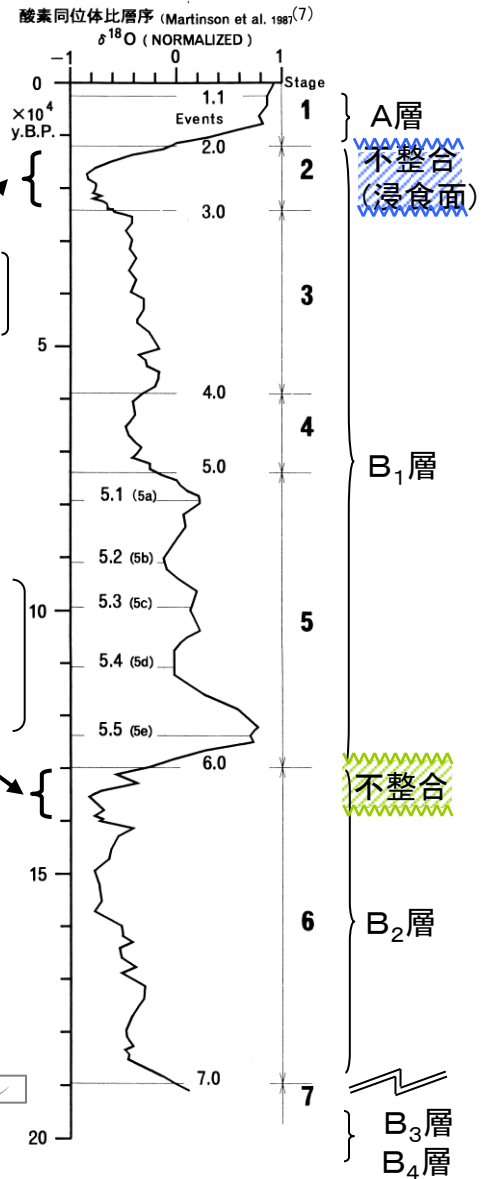 酸素同位体比層序 (Martinson et al. 1987(7)
δ18O ( NORMALIZED )
−1 0 1
0 Stage
×10⁴
y.B.P.
1.1
Events
1
A層
2.0
不整合
(浸食面)
2
3.0
3
5
4.0
4
5.0
B₁層
5.1 (5a)
5.2 (5b)
10
5.3 (5c)
5
5.4 (5d)
5.5 (5e)
6.0
不整合
15
6
B₂層
7.0
7
B₃層
20
B₄層